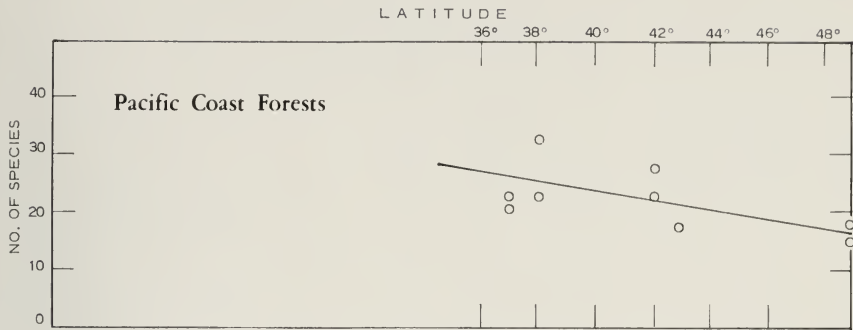 LATITUDE
36° 38° 40° 42° 44° 46° 48°
Pacific Coast Forests
NO. OF SPECIES
40
30
20
10
0